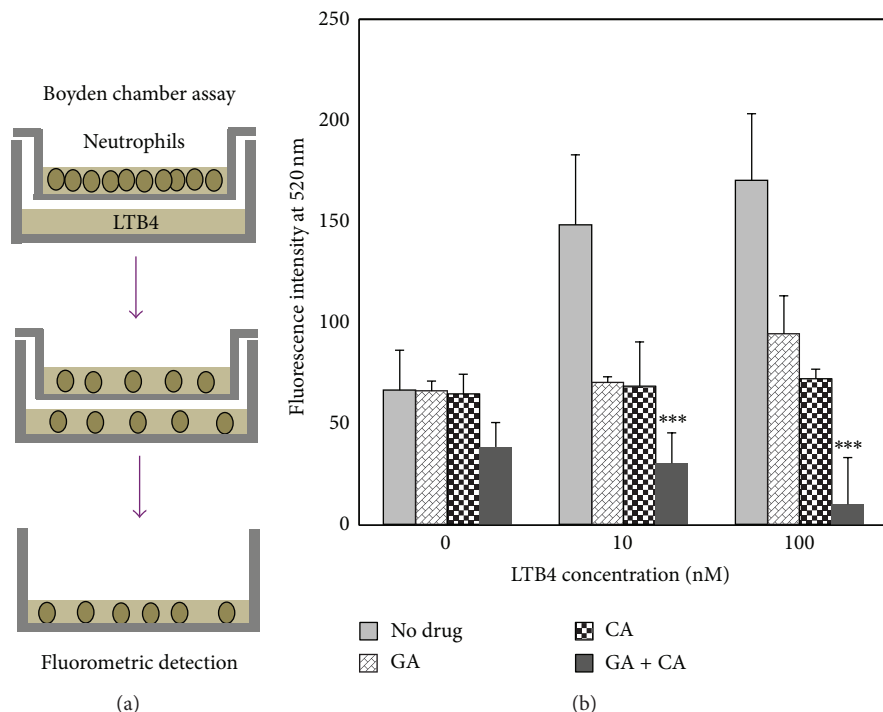 Boyden chamber assay
Neutrophils
LTB4
Fluorometric detection
(a)
Fluorescence intensity at 520 nm
250
200
150
100
50
0
***
***
0
10
100
LTB4 concentration (nM)
No drug
CA
GA
GA + CA
(b)